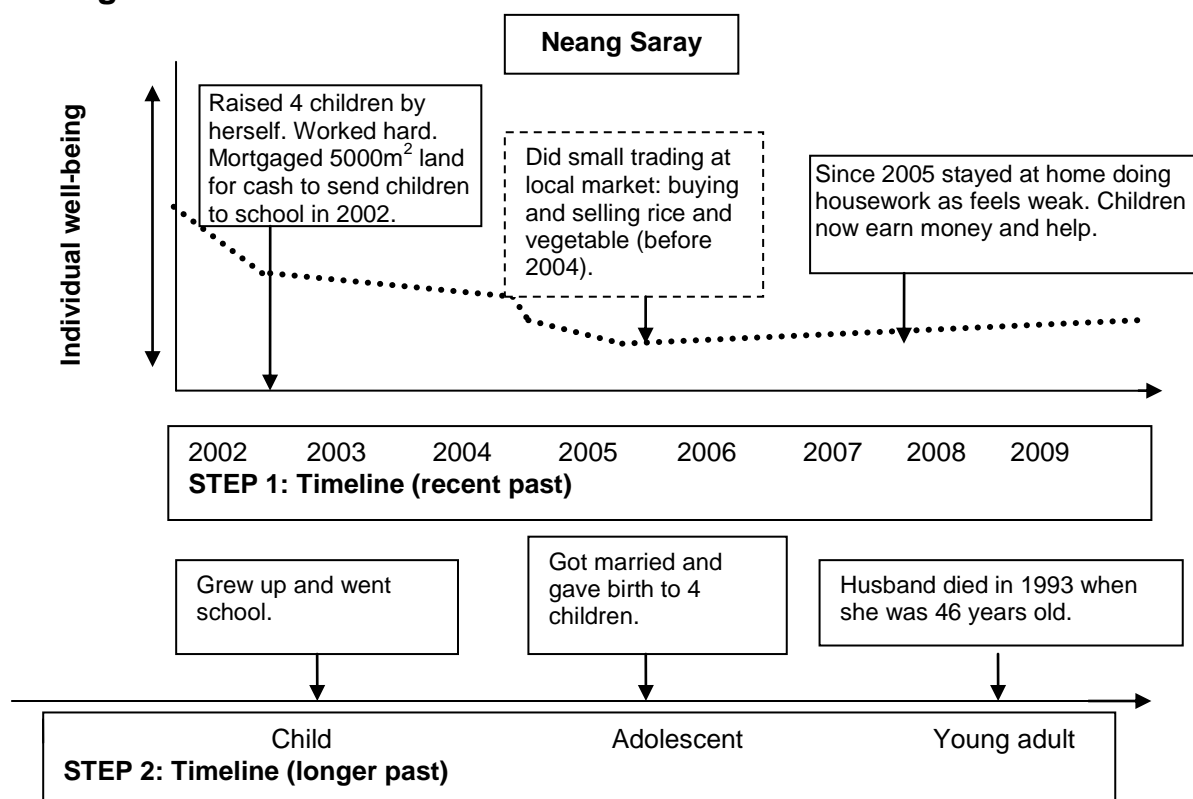 Neang Saray
Individual well-being
Raised 4 children by
herself. Worked hard.
Mortgaged 5000m² land
for cash to send children
to school in 2002.
Did small trading at
local market: buying
and selling rice and
vegetable (before
2004).
Since 2005 stayed at home doing
housework as feels weak. Children
now earn money and help.
2002 2003 2004 2005 2006 2007 2008 2009
STEP 1: Timeline (recent past)
Grew up and went
school.
Got married and
gave birth to 4
children.
Husband died in 1993 when
she was 46 years old.
Child Adolescent Young adult
STEP 2: Timeline (longer past)